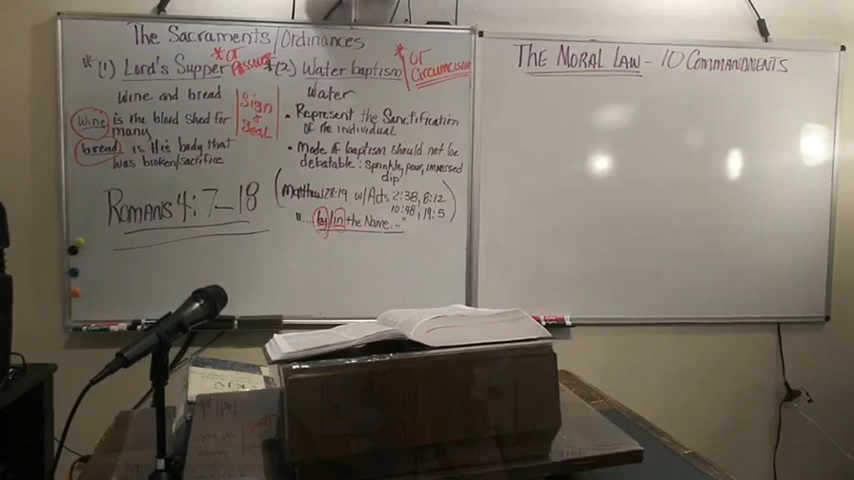 The Sacraments/Ordinances
* (1) Lord's Supper * or Passover
Wine and bread
Wine is the blood shed for
many
bread is His body that
was broken/sacrifice
Sign
&
Seal
Romans 4:7-18
* (2) Water baptism * or Circumcision
Water
• Represent the Sanctification
of the individual
• Mode of baptism should not be
debatable: sprinkle, pour, immersed
dip
(Matthew 28:19 w/Acts 2:38, 8:12
10:48, 19:5)
"...by/in the Name..."
The Moral Law - 10 Commandments